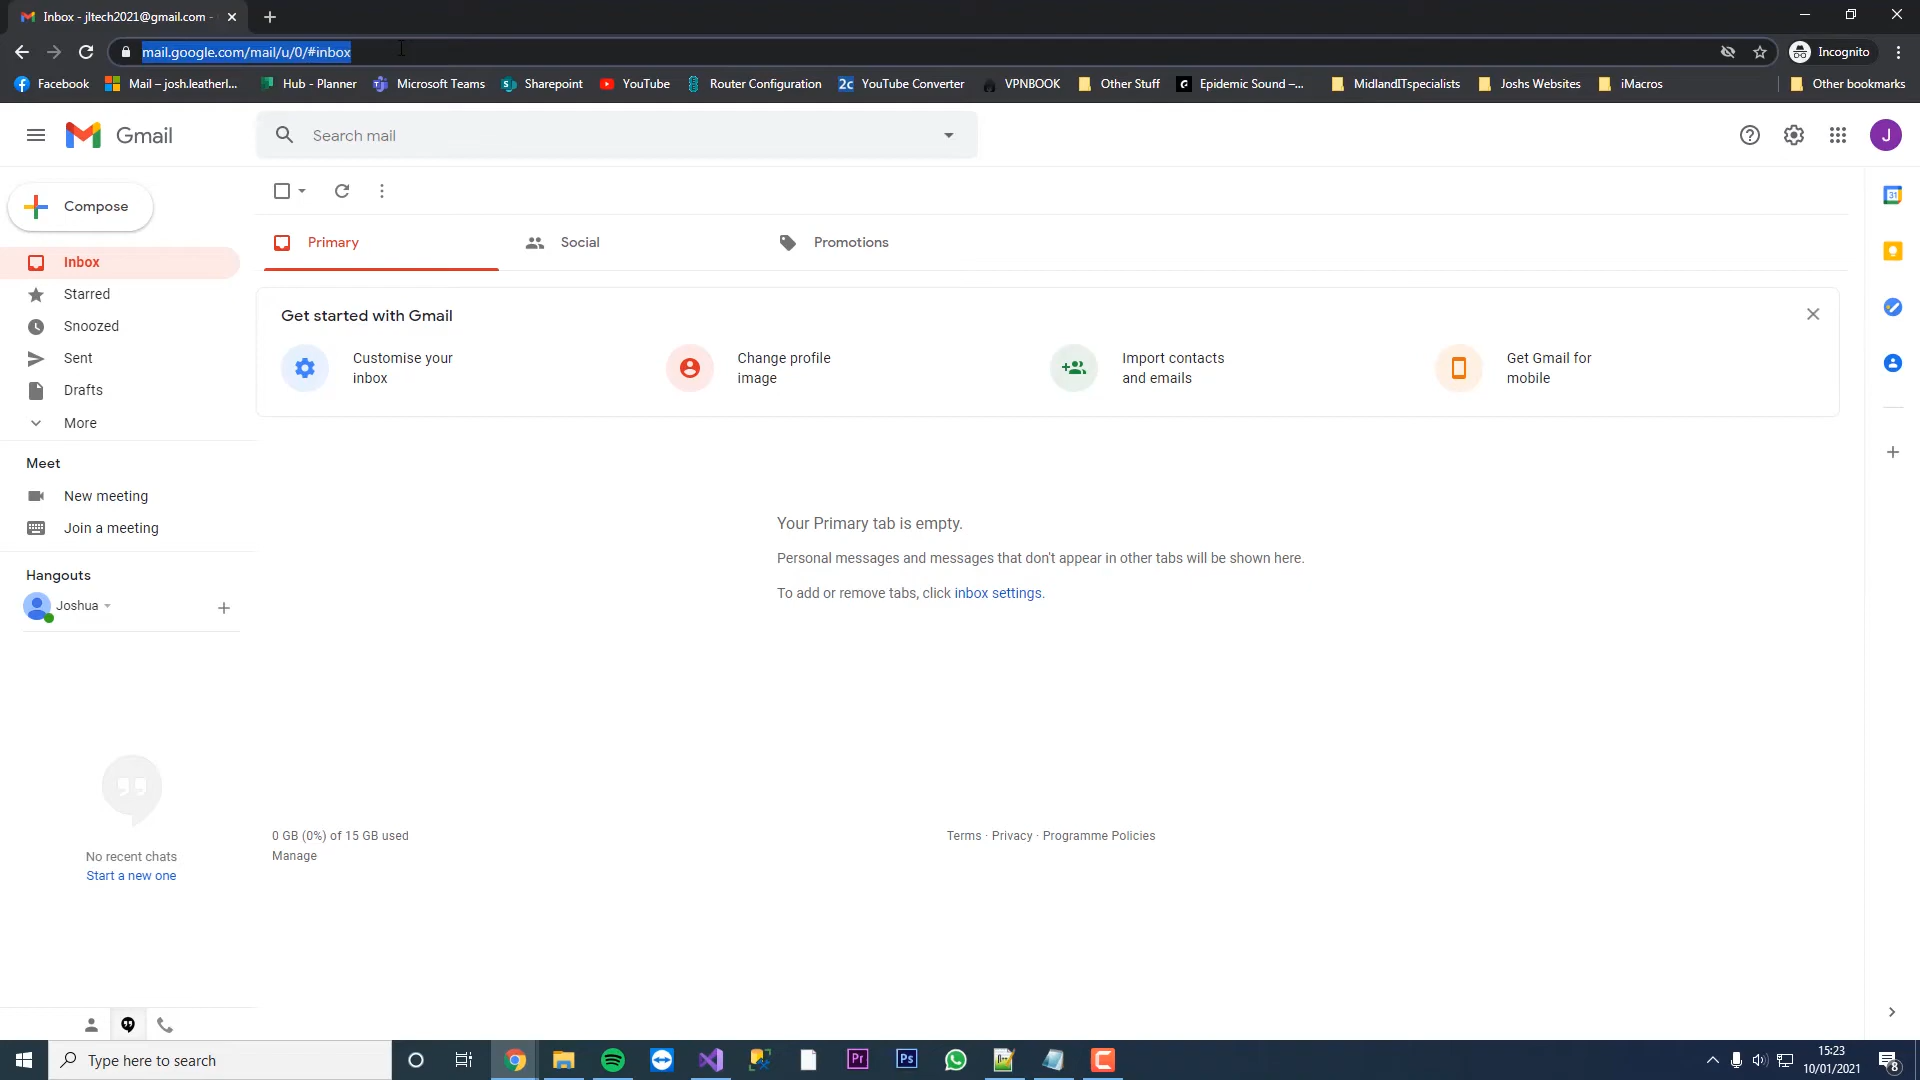 Inbox - jltech2021@gmail.com -
mail.google.com/mail/u/0/#inbox
Incognito
Facebook
Mail – josh.leatherl...
Hub - Planner
Microsoft Teams
Sharepoint
YouTube
Router Configuration
2c YouTube Converter
VPNBOOK
Other Stuff
Epidemic Sound –...
MidlandITspecialists
Joshs Websites
iMacros
Other bookmarks
Gmail
Search mail
J
Compose
Inbox
Starred
Snoozed
Sent
Drafts
More
Meet
New meeting
Join a meeting
Hangouts
Joshua
No recent chats
Start a new one
Primary
Social
Promotions
Get started with Gmail
Customise your
inbox
Change profile
image
Import contacts
and emails
Get Gmail for
mobile
Your Primary tab is empty.
Personal messages and messages that don't appear in other tabs will be shown here.
To add or remove tabs, click inbox settings.
0 GB (0%) of 15 GB used
Manage
Terms · Privacy · Programme Policies
31
Type here to search
Pr
Ps
15:23
10/01/2021
8